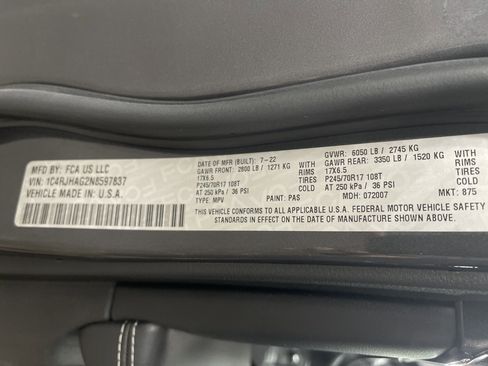 MFD BY: FCA US LLC
VIN: 1C4RJHAG2N8597837
VEHICLE MADE IN: U.S.A.
DATE OF MFR (BUILT): 7-22
GAWR FRONT: 2800 LB / 1271 KG
17X6.5
P245/70R17 108T
AT 250 kPa / 36 PSI
TYPE: MPV
WITH
RIMS
TIRES
PAINT: PAS
GVWR: 6050 LB / 2745 KG
GAWR REAR: 3350 LB / 1520 KG
17X6.5
P245/70R17 108T
AT 250 kPa / 36 PSI
MDH: 072007
WITH
RIMS
TIRES
MKT: 875
THIS VEHICLE CONFORMS TO ALL APPLICABLE U.S.A. FEDERAL MOTOR VEHICLE SAFETY
STANDARDS IN EFFECT ON THE DATE OF MANUFACTURE SHOWN ABOVE.